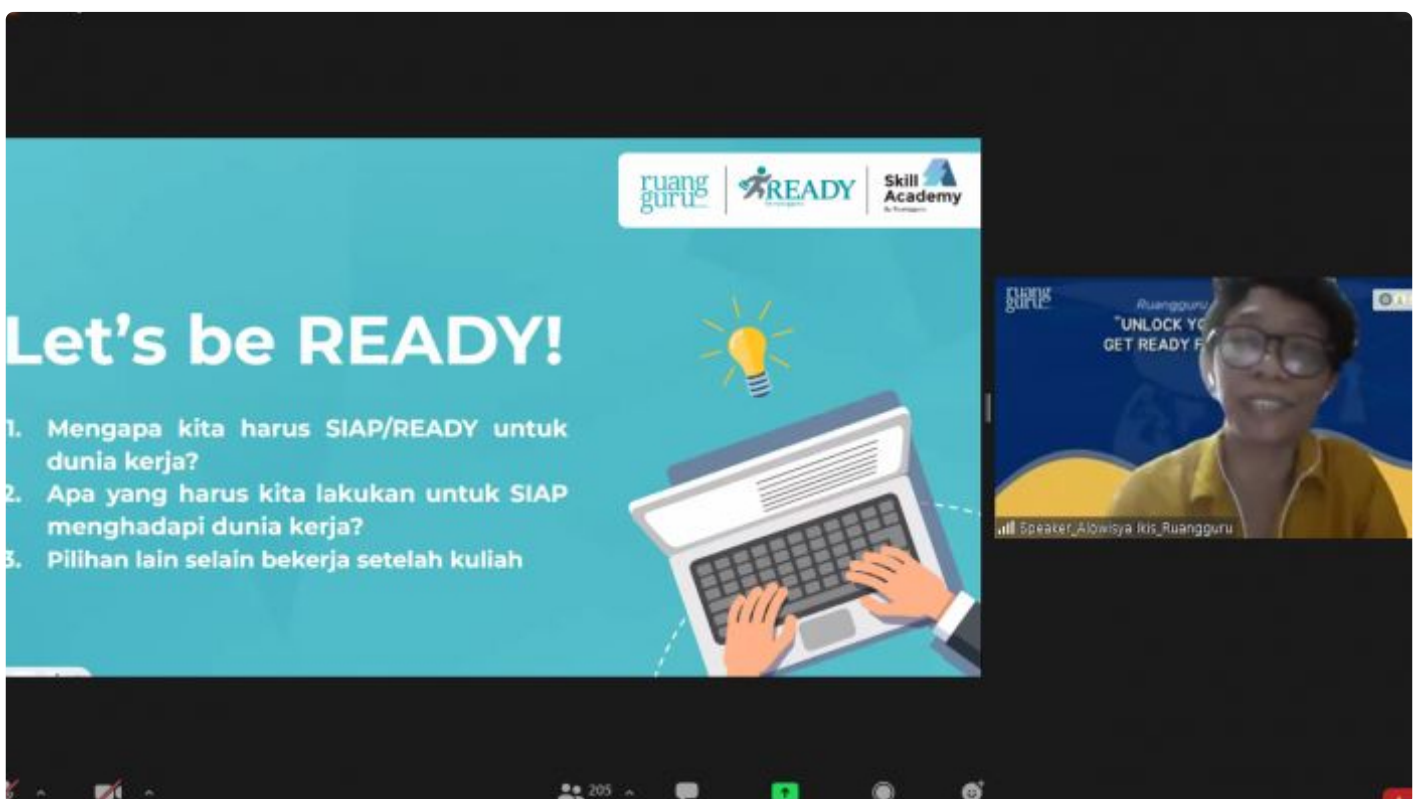 ruang
guru
READY
Skill
Academy
By Ruangguru
Let's be READY!
1. Mengapa kita harus SIAP/READY untuk
dunia kerja?
2. Apa yang harus kita lakukan untuk SIAP
menghadapi dunia kerja?
3. Pilihan lain selain bekerja setelah kuliah
ruang
guru
Ruangguru
"UNLOCK YO
GET READY F
Speaker_Alowisya Ikis_Ruangguru
205